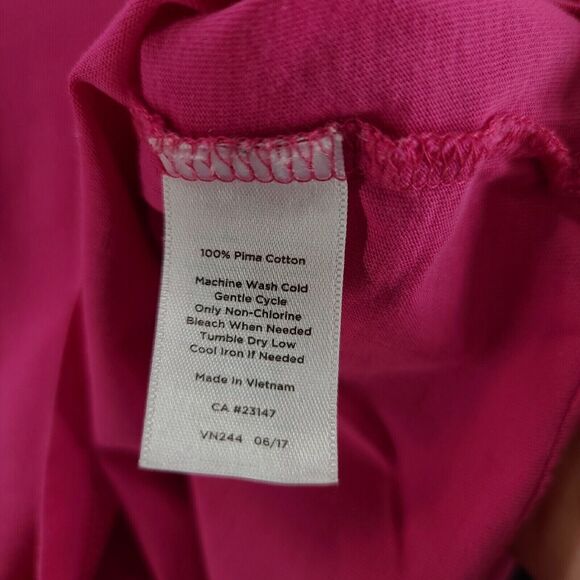 100% Pima Cotton
Machine Wash Cold
Gentle Cycle
Only Non-Chlorine
Bleach When Needed
Tumble Dry Low
Cool Iron If Needed
Made in Vietnam
CA #23147
VN244 06/17